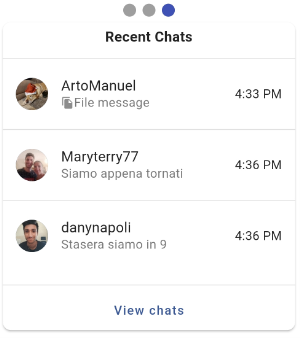 Recent Chats
ArtoManuel
File message
4:33 PM
Maryterry77
Siamo appena tornati
4:36 PM
danynapoli
Stasera siamo in 9
4:36 PM
View chats